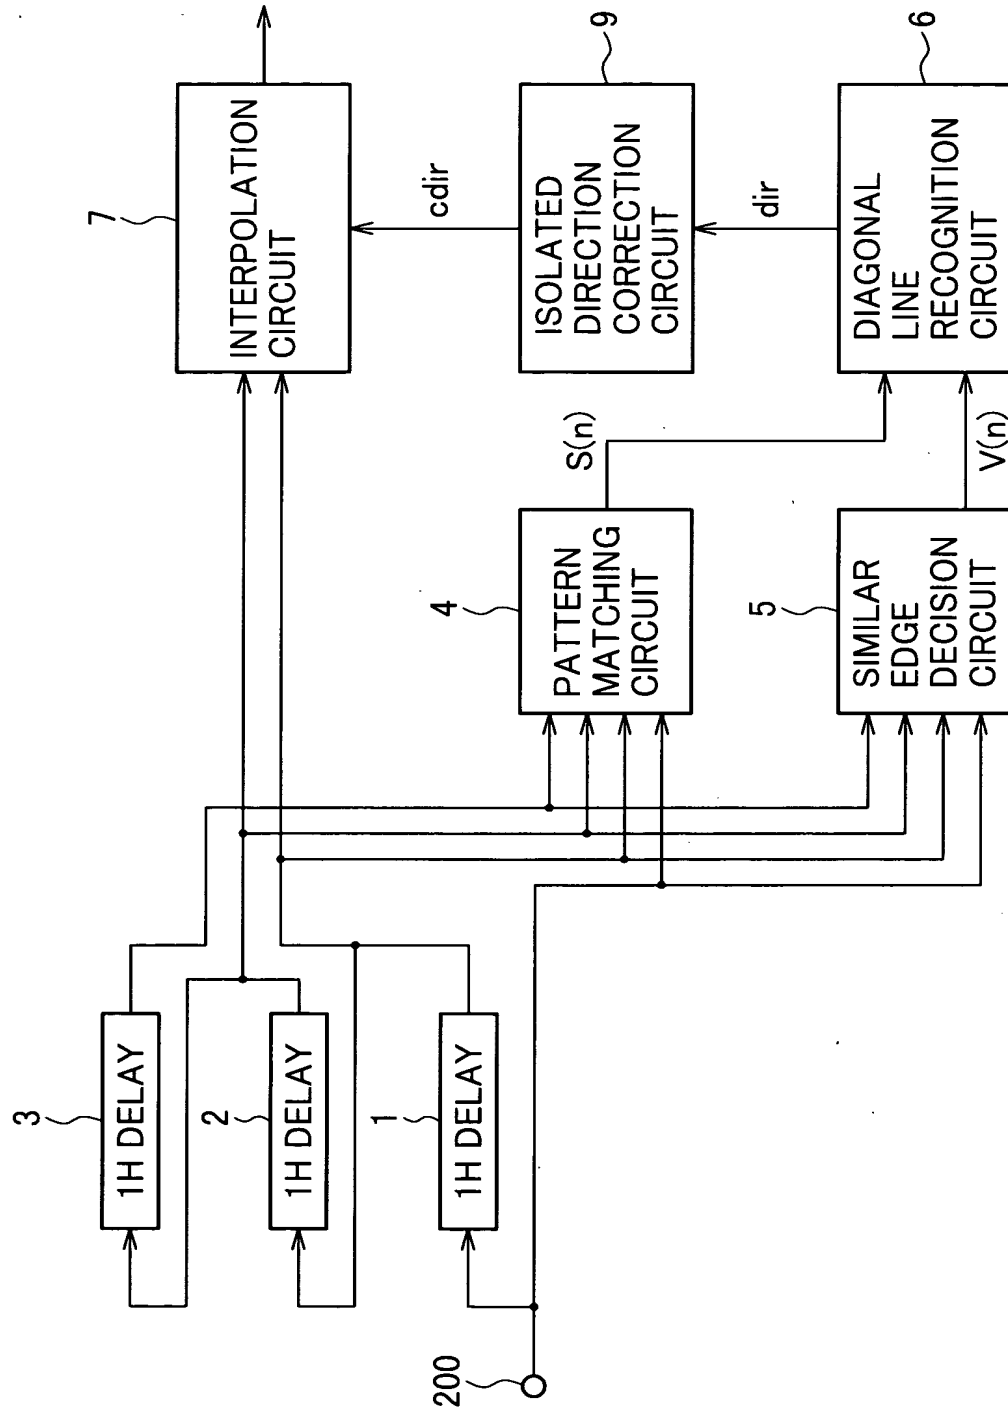 7
INTERPOLATION
CIRCUIT
3
1H DELAY
2
1H DELAY
1
1H DELAY
200
cdir
9
ISOLATED
DIRECTION
CORRECTION
CIRCUIT
4
PATTERN
MATCHING
CIRCUIT
S(n)
dir
6
DIAGONAL
LINE
RECOGNITION
CIRCUIT
5
SIMILAR
EDGE
DECISION
CIRCUIT
V(n)